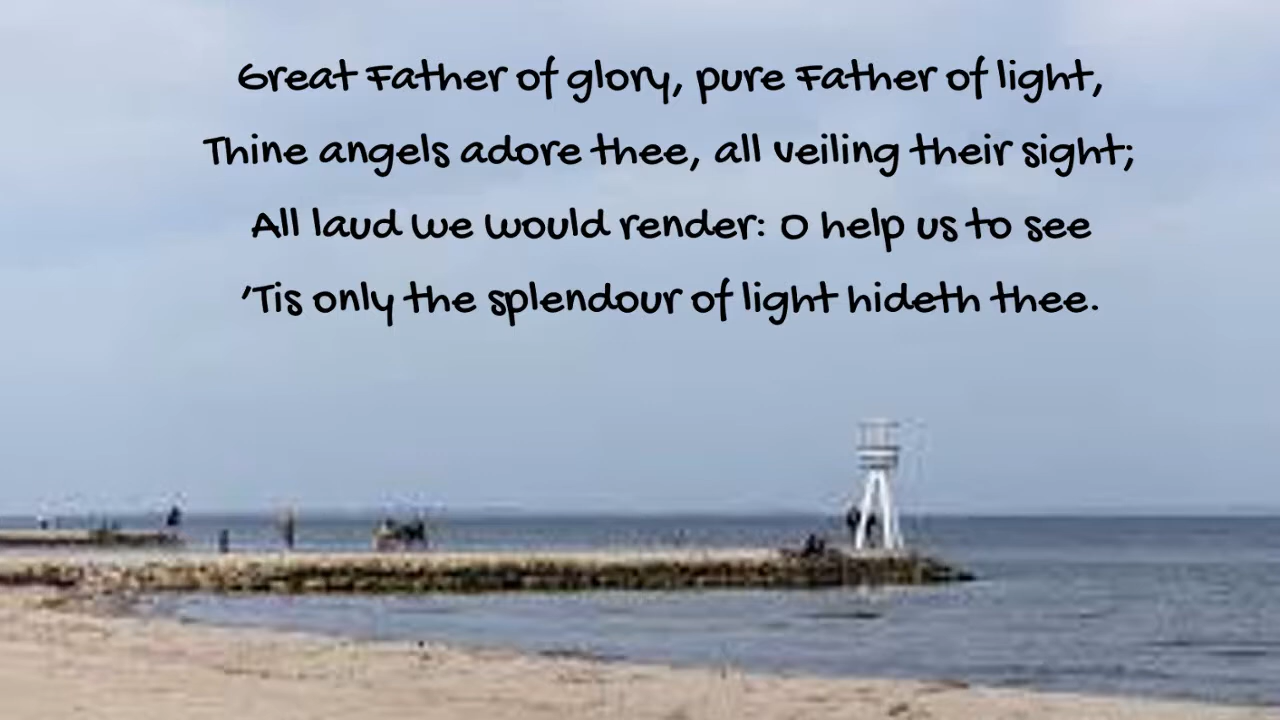 Great Father of glory, pure Father of light,
Thine angels adore thee, all veiling their sight;
All laud we would render: O help us to see
'Tis only the splendour of light hideth thee.